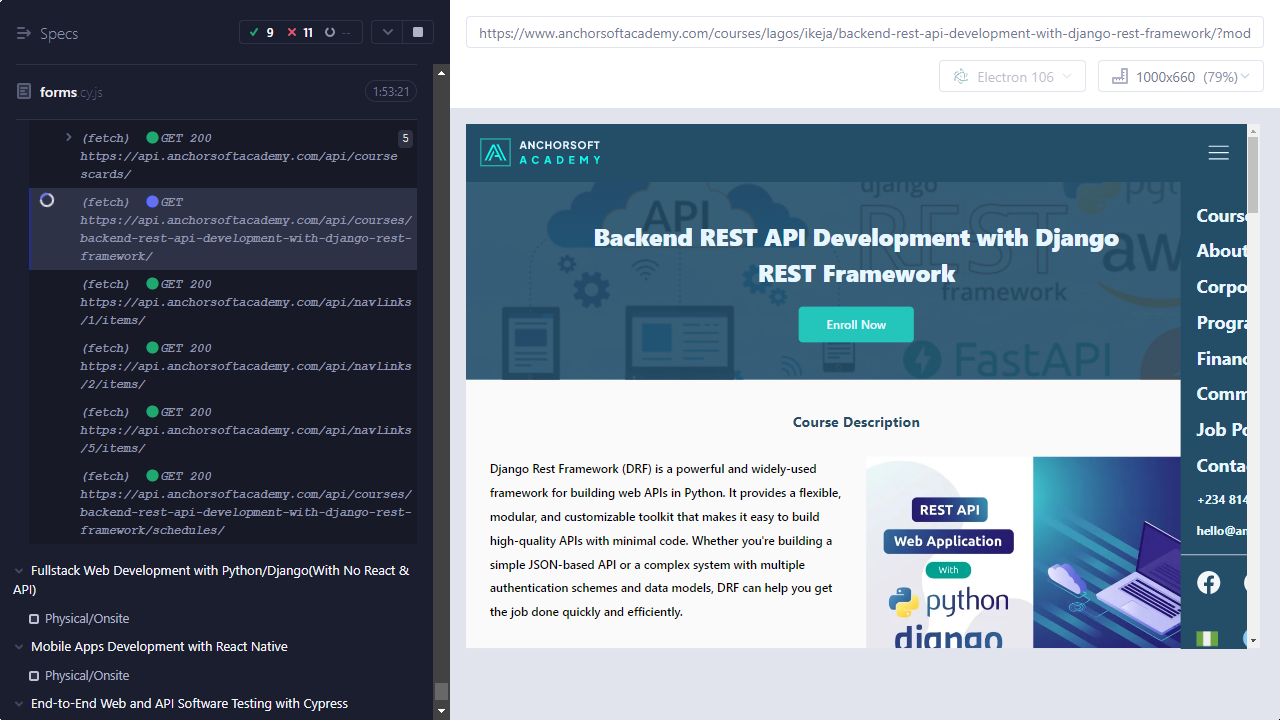 Specs
9
11
--
forms.cy.js
1:53:21
(fetch) GET 200
5
https://api.anchorsoftacademy.com/api/course
scards/
(fetch) GET
https://api.anchorsoftacademy.com/api/courses/
backend-rest-api-development-with-django-rest-
framework/
(fetch) GET 200
https://api.anchorsoftacademy.com/api/navlinks
/1/items/
(fetch) GET 200
https://api.anchorsoftacademy.com/api/navlinks
/2/items/
(fetch) GET 200
https://api.anchorsoftacademy.com/api/navlinks
/5/items/
(fetch) GET 200
https://api.anchorsoftacademy.com/api/courses/
backend-rest-api-development-with-django-rest-
framework/schedules/
Fullstack Web Development with Python/Django(With No React &
API)
Physical/Onsite
Mobile Apps Development with React Native
Physical/Onsite
End-to-End Web and API Software Testing with Cypress
https://www.anchorsoftacademy.com/courses/lagos/ikeja/backend-rest-api-development-with-django-rest-framework/?mod
Electron 106
1000x660 (79%)
ANCHORSOFT
ACADEMY
django
python
API
REST
aw
framework
FastAPI
Backend REST API Development with Django
REST Framework
Enroll Now
Course Description
Django Rest Framework (DRF) is a powerful and widely-used
framework for building web APIs in Python. It provides a flexible,
modular, and customizable toolkit that makes it easy to build
high-quality APIs with minimal code. Whether you're building a
simple JSON-based API or a complex system with multiple
authentication schemes and data models, DRF can help you get
the job done quickly and efficiently.
REST API
Web Application
With
python
django
Course
About
Corpo
Progra
Financ
Comm
Job Po
Conta
+234 814
hello@an